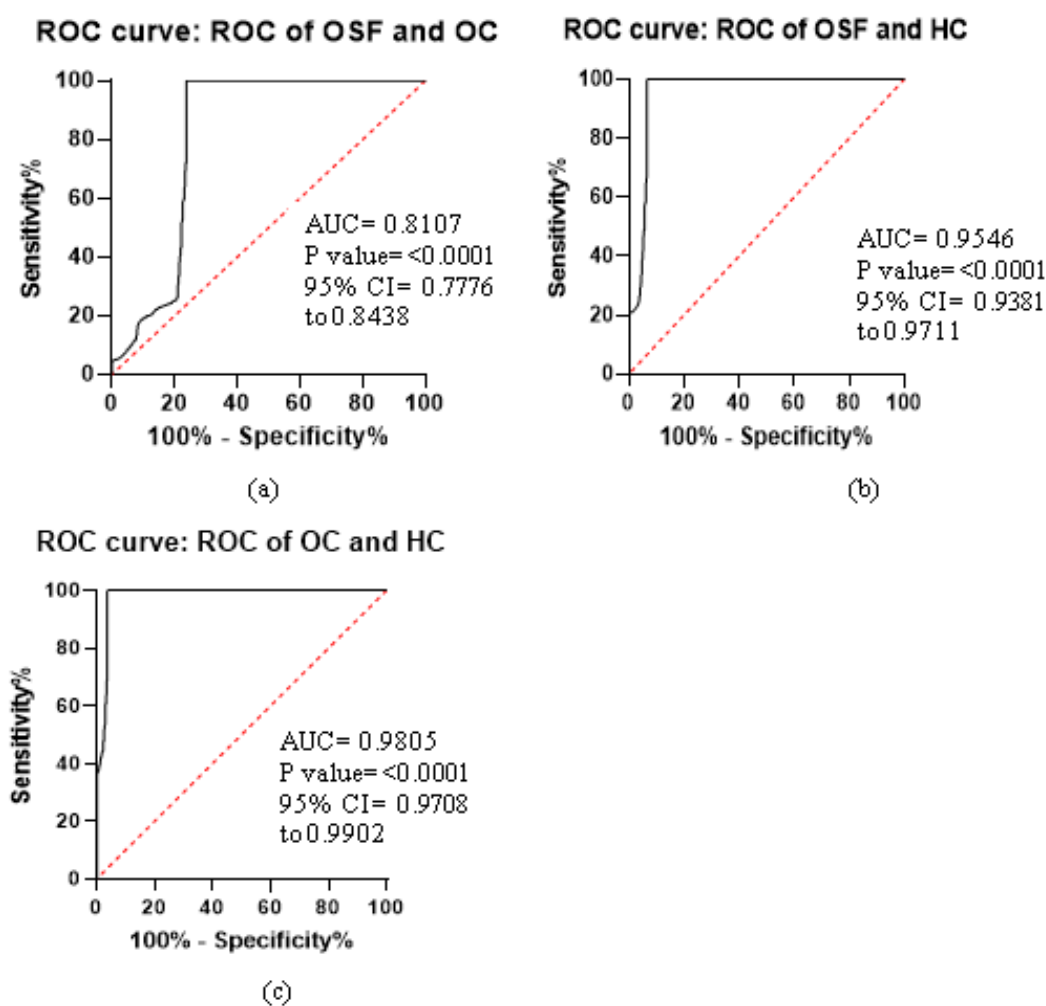 ROC curve: ROC of OSF and OC
100
80
60
40
20
0
Sensitivity%
AUC= 0.8107
P value= <0.0001
95% CI= 0.7776
to 0.8438
0 20 40 60 80 100
100% - Specificity%
(a)
ROC curve: ROC of OSF and HC
100
80
60
40
20
0
Sensitivity%
AUC= 0.9546
P value= <0.0001
95% CI= 0.9381
to 0.9711
0 20 40 60 80 100
100% - Specificity%
(b)
ROC curve: ROC of OC and HC
100
80
60
40
20
0
Sensitivity%
AUC= 0.9805
P value= <0.0001
95% CI= 0.9708
to 0.9902
0 20 40 60 80 100
100% - Specificity%
(c)